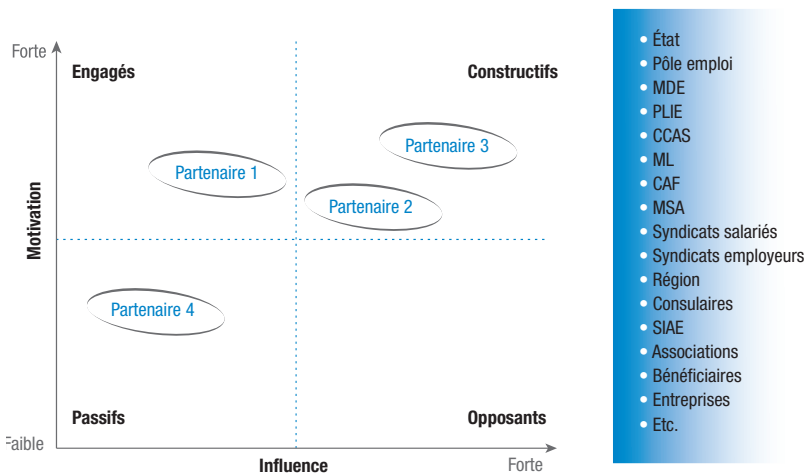 Forte
Engagés
Constructifs
Partenaire 3
Partenaire 1
Partenaire 2
Motivation
Partenaire 4
Passifs
Opposants
Faible
Influence
Forte
• État
• Pôle emploi
• MDE
• PLIE
• CCAS
• ML
• CAF
• MSA
• Syndicats salariés
• Syndicats employeurs
• Région
• Consulaires
• SIAE
• Associations
• Bénéficiaires
• Entreprises
• Etc.